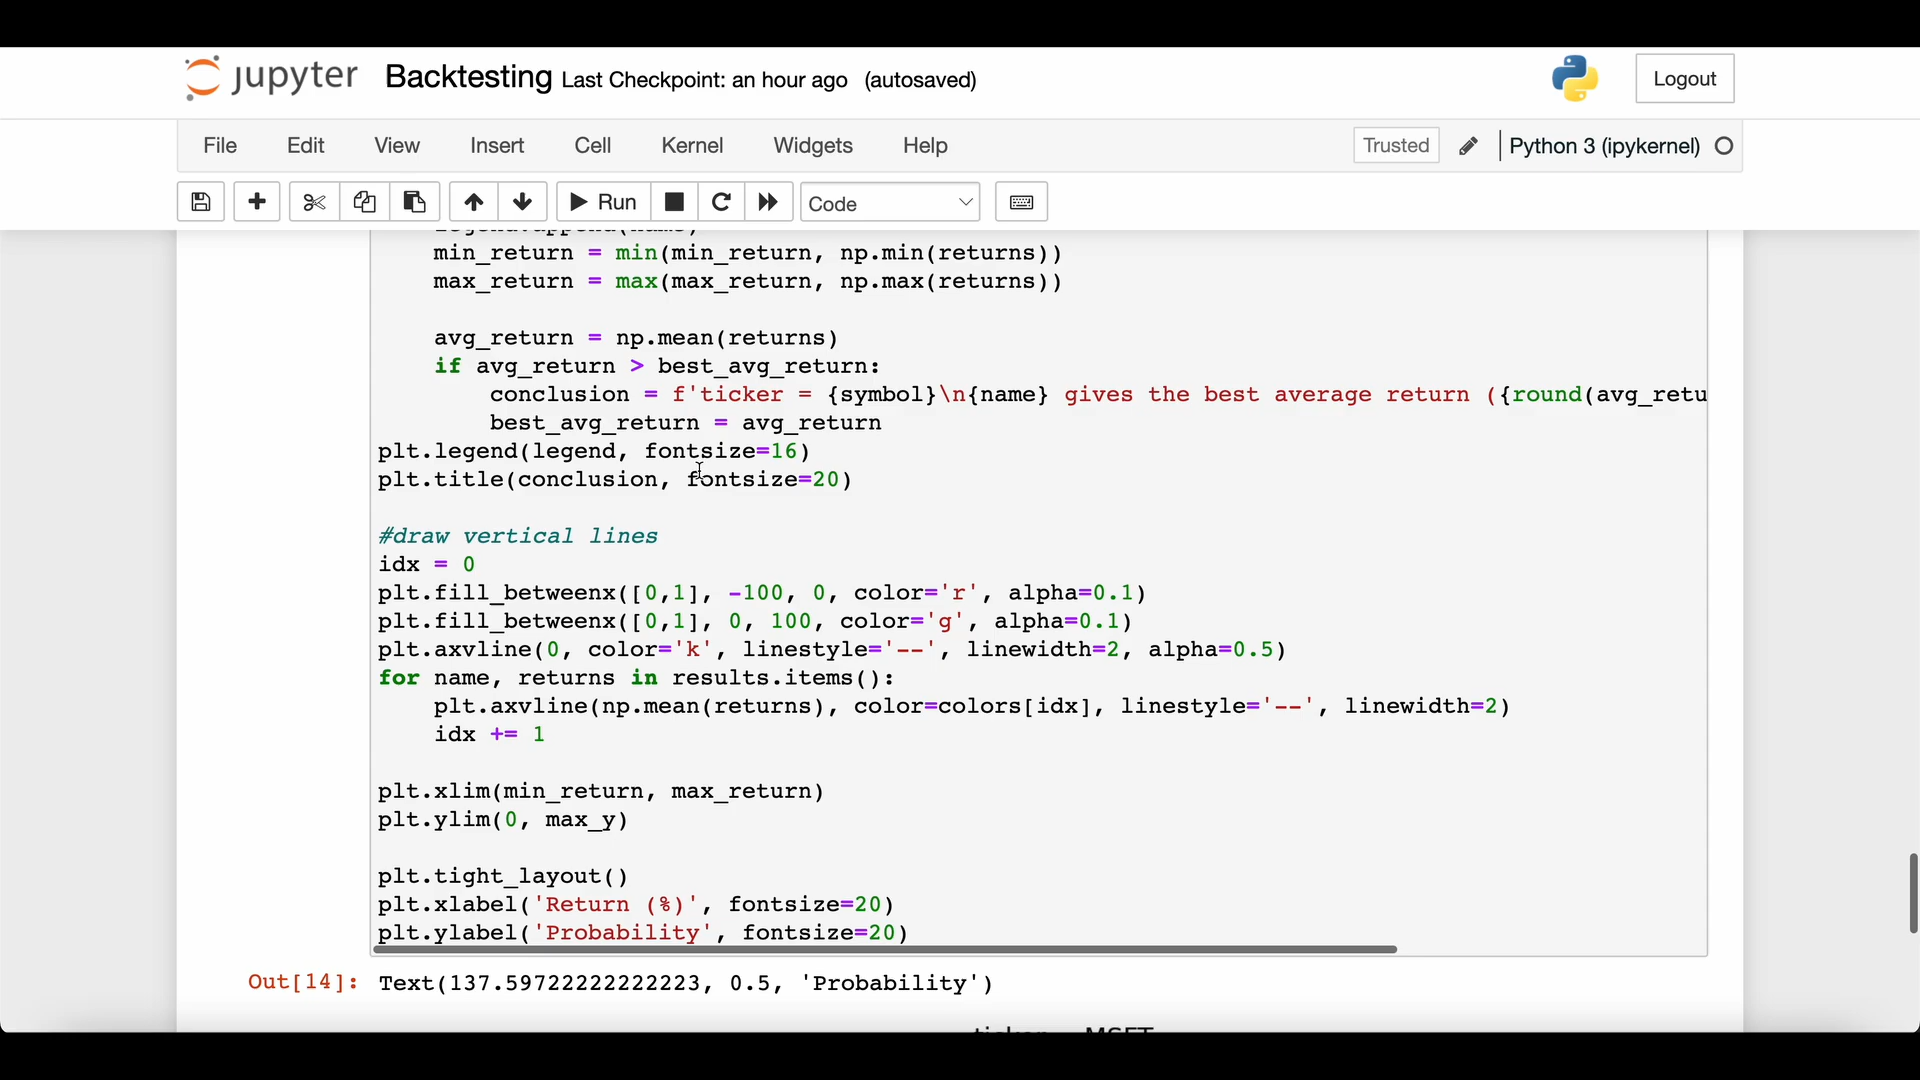 jupyter Backtesting Last Checkpoint: an hour ago (autosaved) Logout
File Edit View Insert Cell Kernel Widgets Help Trusted Python 3 (ipykernel)
Run Code
min_return = min(min_return, np.min(returns))
max_return = max(max_return, np.max(returns))
avg_return = np.mean(returns)
if avg_return > best_avg_return:
conclusion = f'ticker = {symbol}\n{name} gives the best average return ({round(avg_retu
best_avg_return = avg_return
plt.legend(legend, fontsize=16)
plt.title(conclusion, fontsize=20)
#draw vertical lines
idx = 0
plt.fill_betweenx([0,1], -100, 0, color='r', alpha=0.1)
plt.fill_betweenx([0,1], 0, 100, color='g', alpha=0.1)
plt.axvline(0, color='k', linestyle='--', linewidth=2, alpha=0.5)
for name, returns in results.items():
plt.axvline(np.mean(returns), color=colors[idx], linestyle='--', linewidth=2)
idx += 1
plt.xlim(min_return, max_return)
plt.ylim(0, max_y)
plt.tight_layout()
plt.xlabel('Return (%)', fontsize=20)
plt.ylabel('Probability', fontsize=20)
Out[14]: Text(137.59722222222223, 0.5, 'Probability')